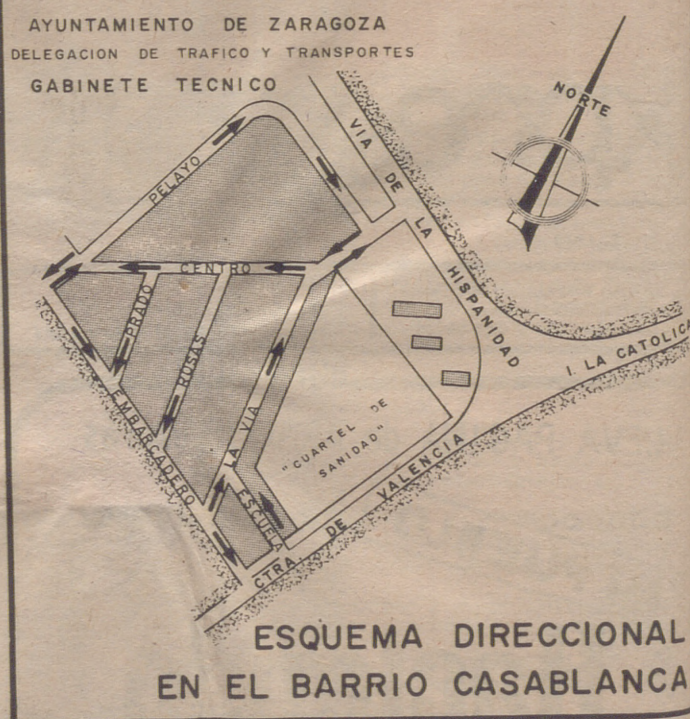 AYUNTAMIENTO DE ZARAGOZA
DELEGACION DE TRAFICO Y TRANSPORTES
GABINETE TECNICO
NORTE
VIA DE LA HISPANIDAD
PELAYO
CENTRO
PRADO
ROSAS
LA VIA
EMBARCADERO
ESCUELA
I. LA CATOLICA
"CUARTEL DE
SANIDAD"
CTRA DE VALENCIA
ESQUEMA DIRECCIONAL
EN EL BARRIO CASABLANCA